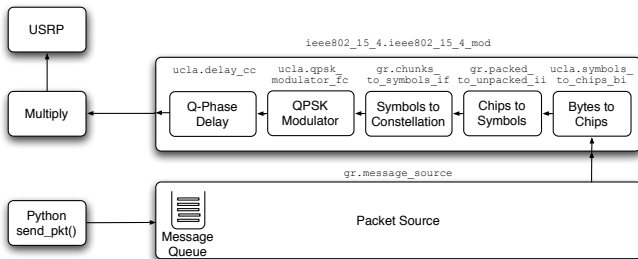 USRP
ieee802_15_4.ieee802_15_4_mod
ucla.delay_cc
ucla.qpsk_
modulator_fc
gr.chunks_
to_symbols_if
gr.packed_
to_unpacked_ii
ucla.symbols_
to_chips_bi
Multiply
Q-Phase
Delay
QPSK
Modulator
Symbols to
Constellation
Chips to
Symbols
Bytes to
Chips
gr.message_source
Python
send_pkt()
Message
Queue
Packet Source